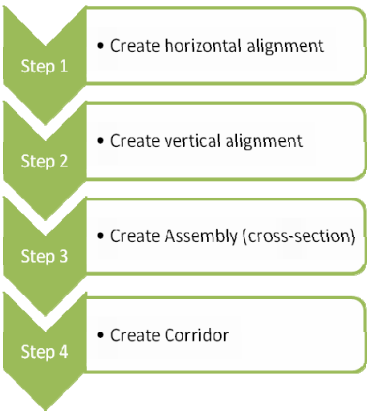 Step 1
• Create horizontal alignment
Step 2
• Create vertical alignment
Step 3
• Create Assembly (cross-section)
Step 4
• Create Corridor